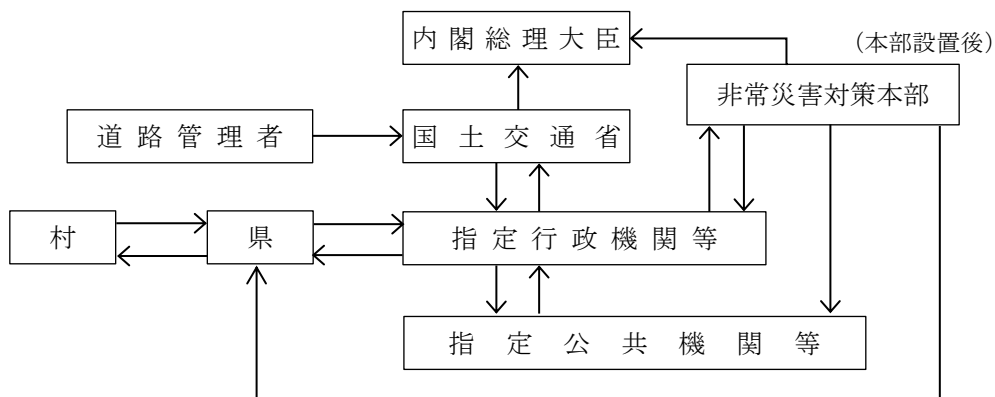 内閣総理大臣
(本部設置後)
非常災害対策本部
道路管理者
国土交通省
村
県
指定行政機関等
指定公共機関等